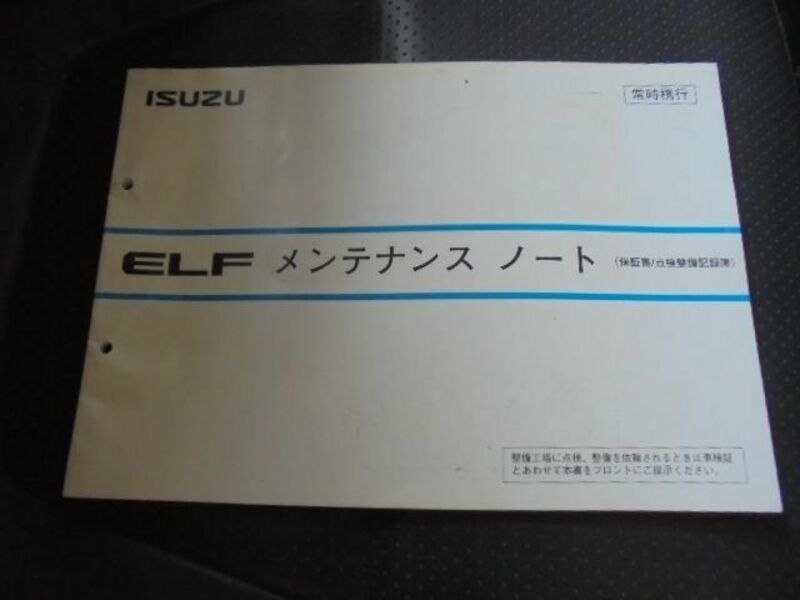 ISUZU
常時携行
ELF メンテナンス ノート (保証書/点検整備記録簿)
整備工場に点検、整備を依頼されるときは車検証
とあわせて本書をフロントにご提示ください。